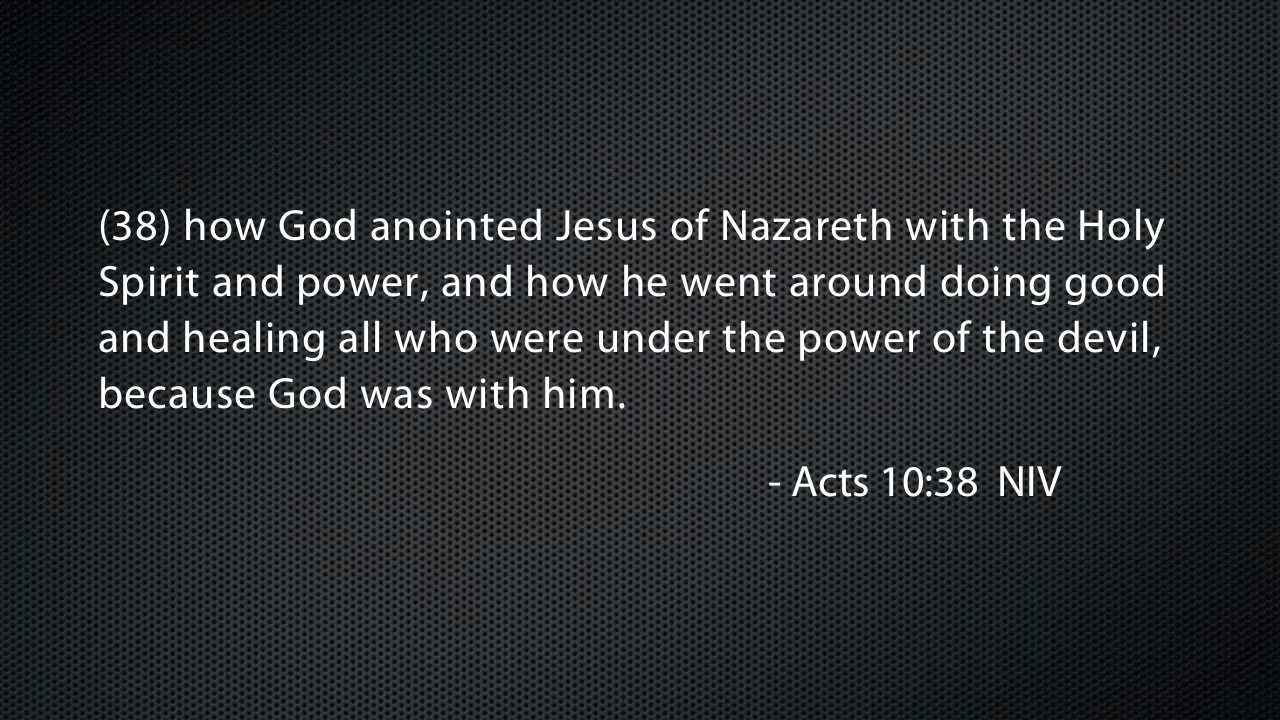 (38) how God anointed Jesus of Nazareth with the Holy
Spirit and power, and how he went around doing good
and healing all who were under the power of the devil,
because God was with him.
- Acts 10:38  NIV